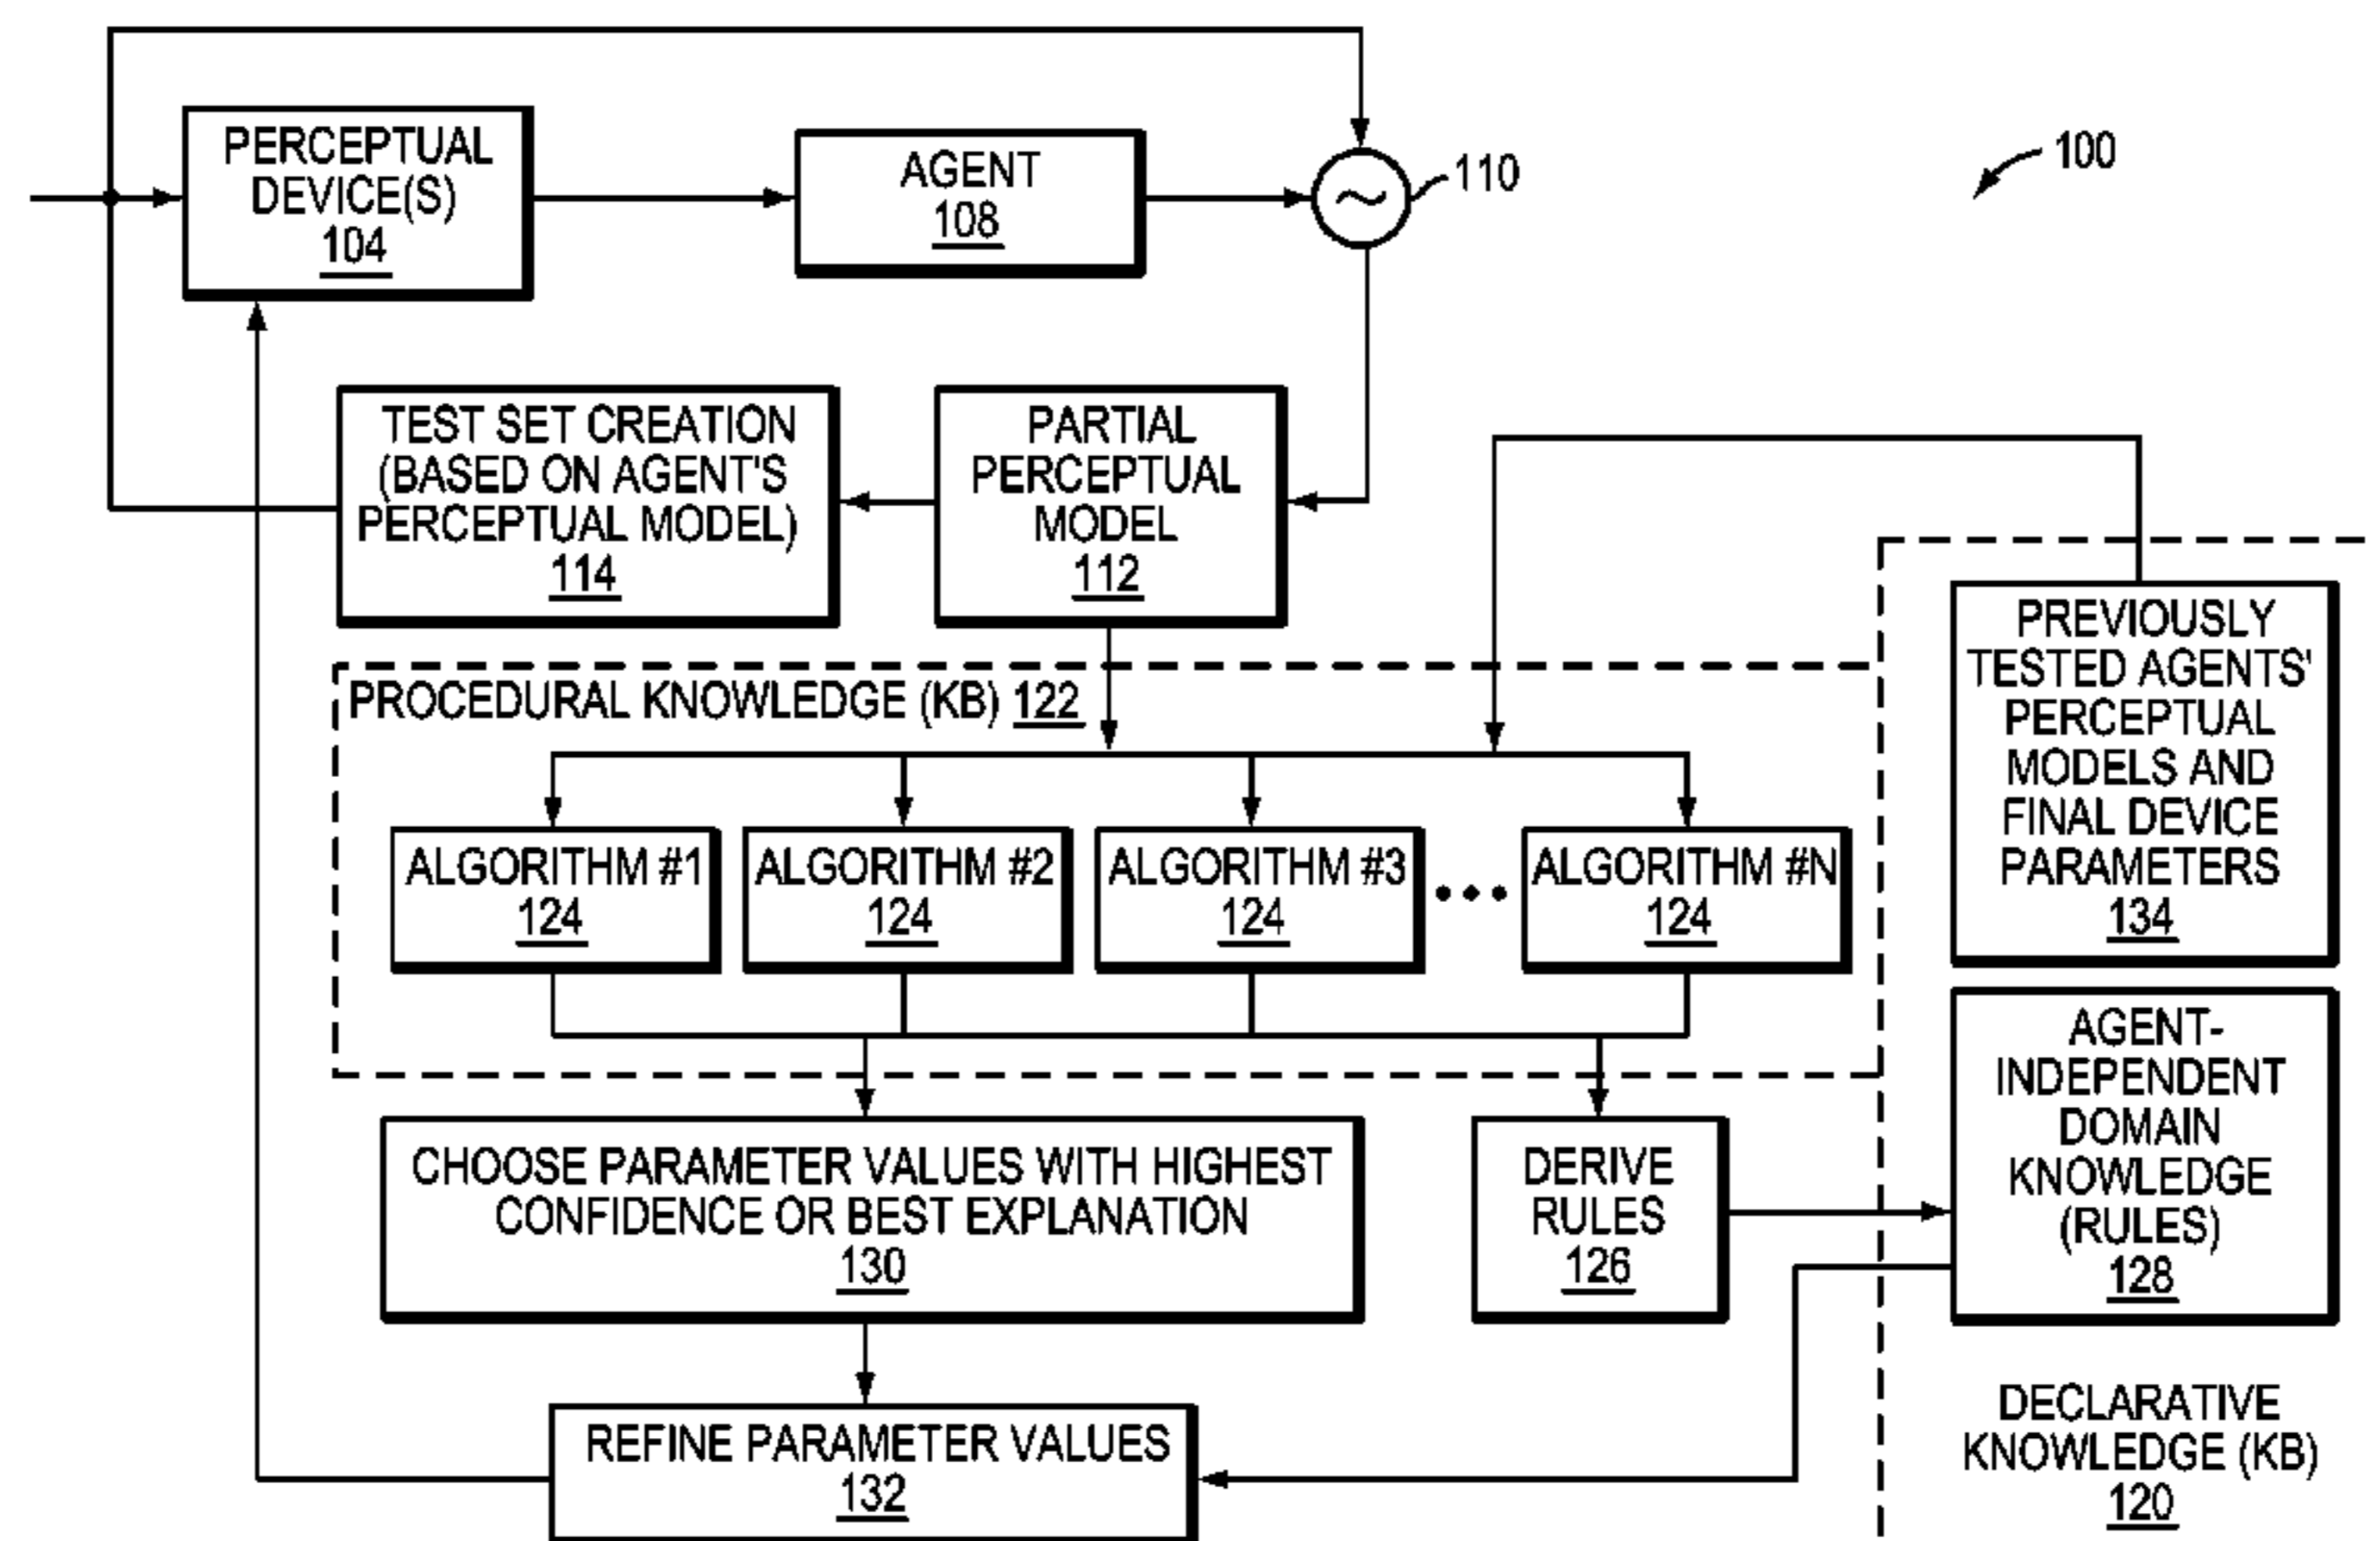 PERCEPTUAL
DEVICE(S)
104
AGENT
108
110
100
TEST SET CREATION
(BASED ON AGENT'S
PERCEPTUAL MODEL)
114
PARTIAL
PERCEPTUAL
MODEL
112
PREVIOUSLY
TESTED AGENTS'
PERCEPTUAL
MODELS AND
FINAL DEVICE
PARAMETERS
134
PROCEDURAL KNOWLEDGE (KB) 122
ALGORITHM #1
124
ALGORITHM #2
124
ALGORITHM #3
124
ALGORITHM #N
124
AGENT-
INDEPENDENT
DOMAIN
KNOWLEDGE
(RULES)
128
CHOOSE PARAMETER VALUES WITH HIGHEST
CONFIDENCE OR BEST EXPLANATION
130
DERIVE
RULES
126
REFINE PARAMETER VALUES
132
DECLARATIVE
KNOWLEDGE (KB)
120